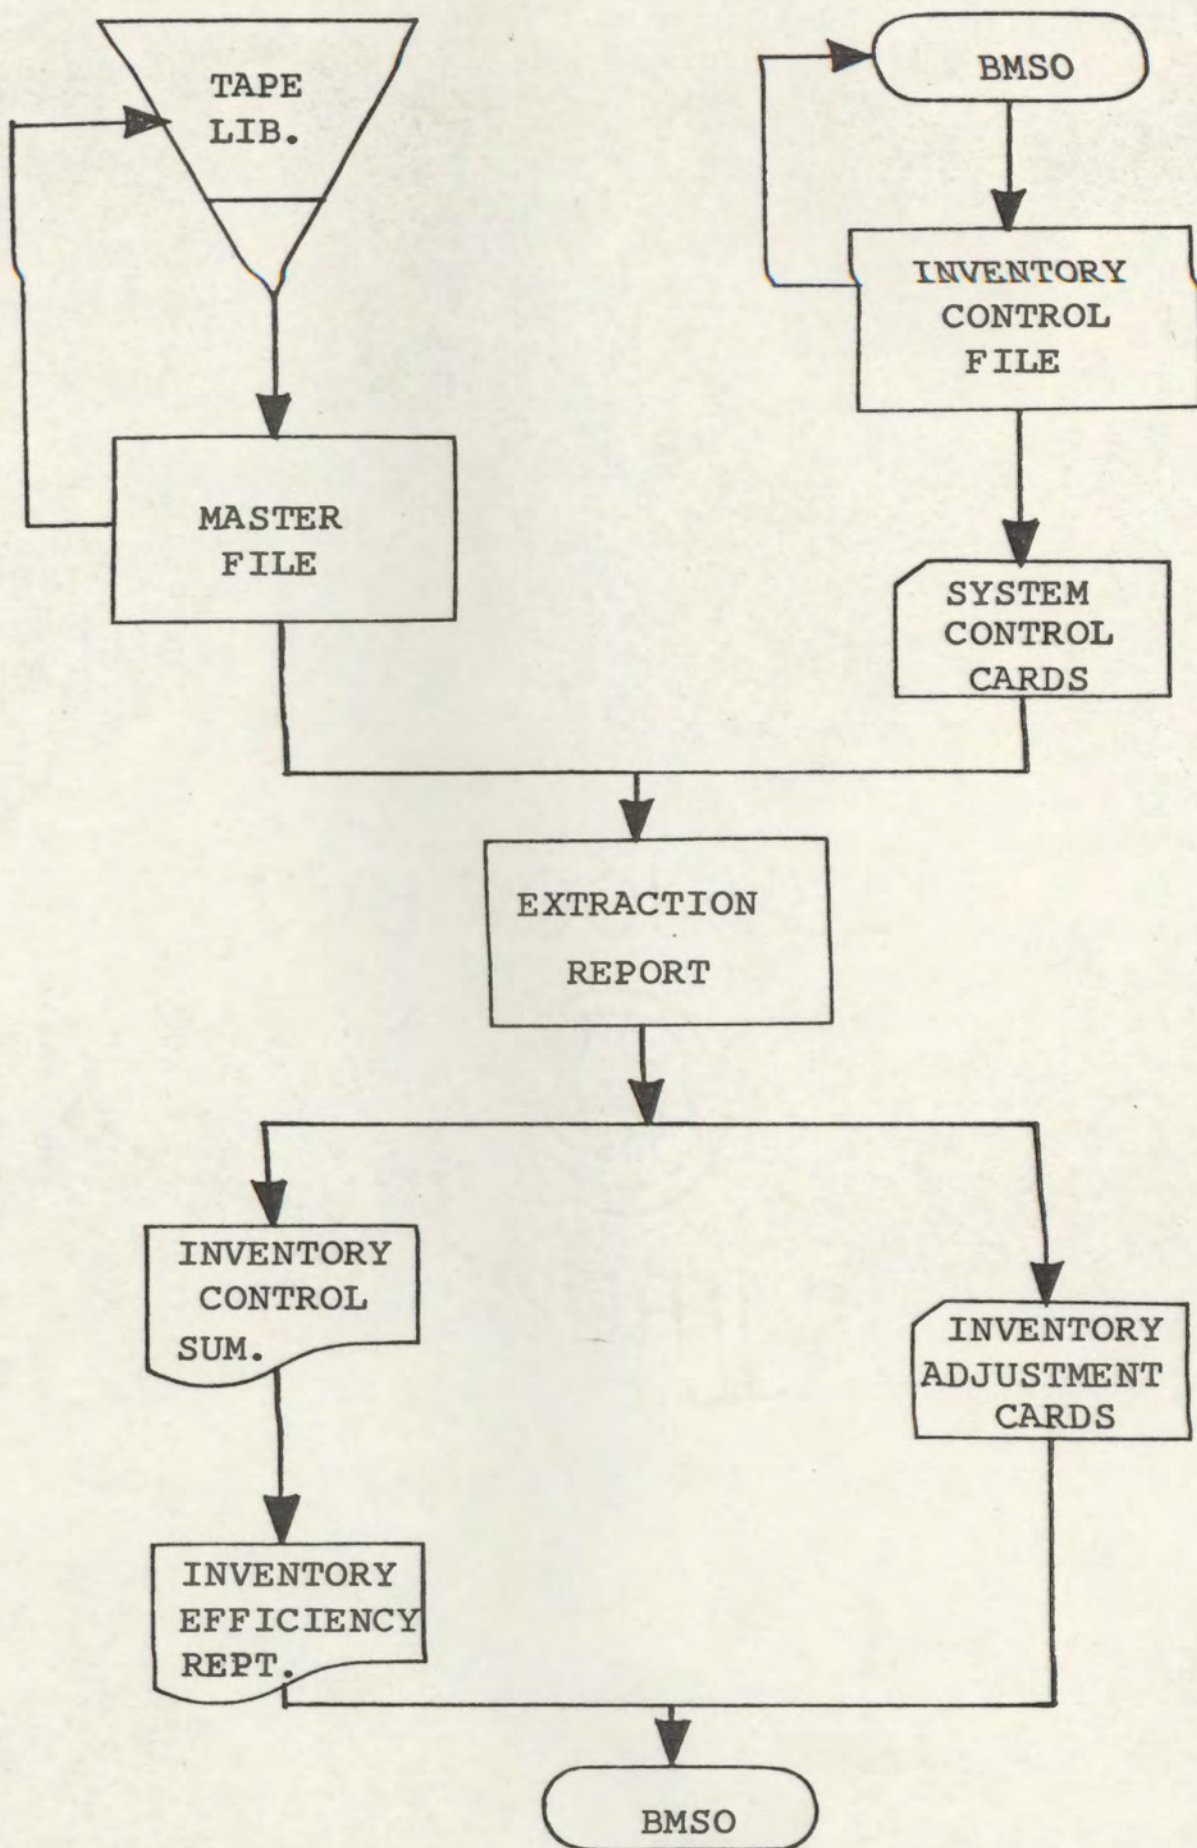 TAPE
LIB.
BMSO
INVENTORY
CONTROL
FILE
MASTER
FILE
SYSTEM
CONTROL
CARDS
EXTRACTION
REPORT
INVENTORY
CONTROL
SUM.
INVENTORY
ADJUSTMENT
CARDS
INVENTORY
EFFICIENCY
REPT.
BMSO